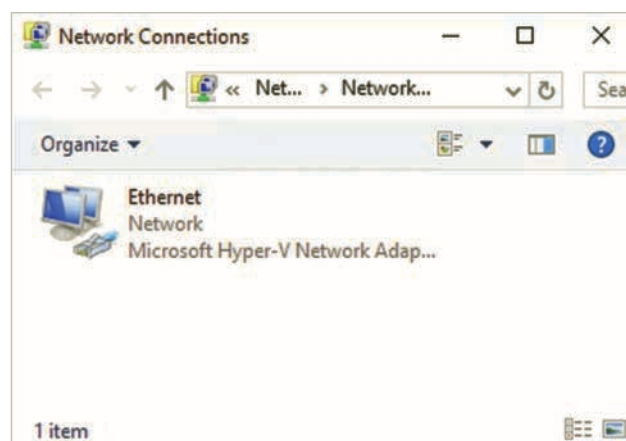 Network Connections
« Net... › Network...
Sea
Organize
Ethernet
Network
Microsoft Hyper-V Network Adap...
1 item